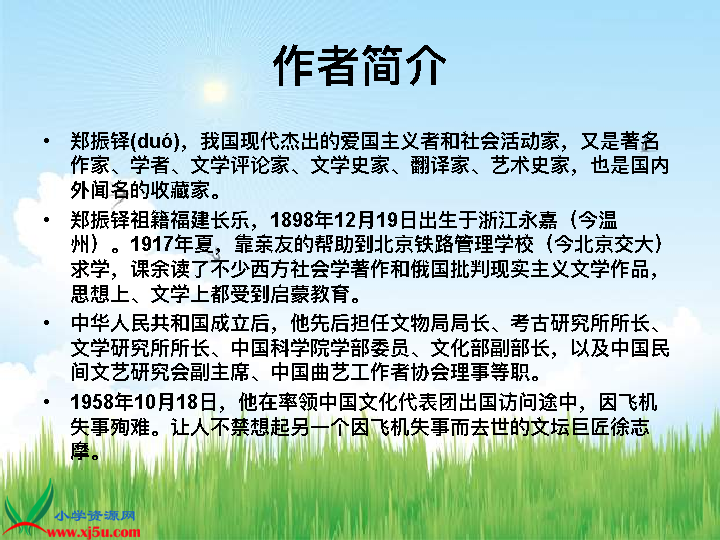 作者简介
• 郑振铎(duó)，我国现代杰出的爱国主义者和社会活动家，又是著名
作家、学者、文学评论家、文学史家、翻译家、艺术史家，也是国内
外闻名的收藏家。
• 郑振铎祖籍福建长乐，1898年12月19日出生于浙江永嘉（今温
州）。1917年夏，靠亲友的帮助到北京铁路管理学校（今北京交大）
求学，课余读了不少西方社会学著作和俄国批判现实主义文学作品，
思想上、文学上都受到启蒙教育。
• 中华人民共和国成立后，他先后担任文物局局长、考古研究所所长、
文学研究所所长、中国科学院学部委员、文化部副部长，以及中国民
间文艺研究会副主席、中国曲艺工作者协会理事等职。
• 1958年10月18日，他在率领中国文化代表团出国访问途中，因飞机
失事殉难。让人不禁想起另一个因飞机失事而去世的文坛巨匠徐志
摩。
小学资源网
www.xj5u.com